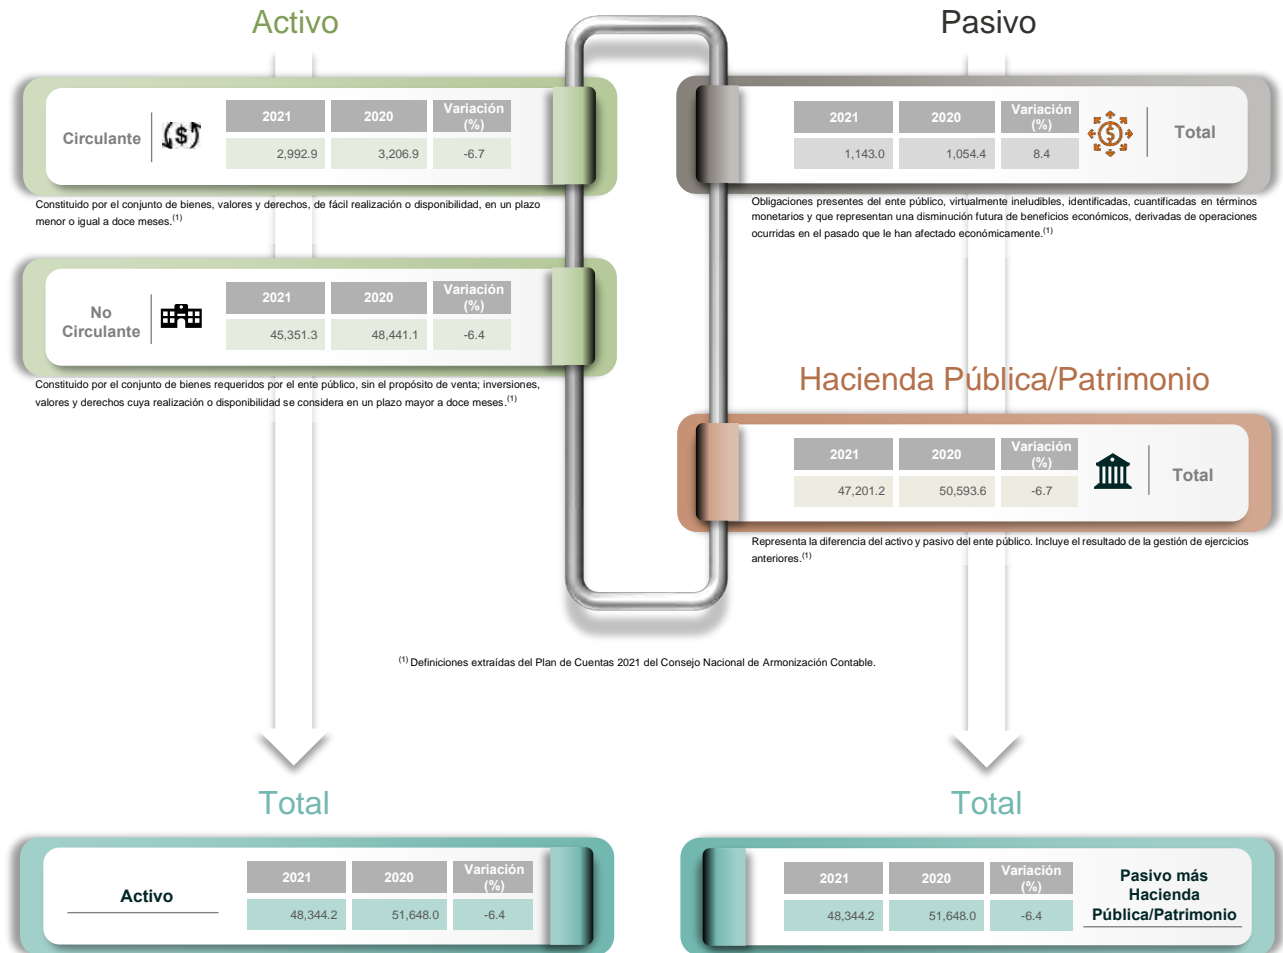 Activo
Circulante
2021 2020 Variación (%)
2,992.9 3,206.9 -6.7
Constituido por el conjunto de bienes, valores y derechos, de fácil realización o disponibilidad, en un plazo
menor o igual a doce meses.(1)
No
Circulante
2021 2020 Variación (%)
45,351.3 48,441.1 -6.4
Constituido por el conjunto de bienes requeridos por el ente público, sin el propósito de venta; inversiones,
valores y derechos cuya realización o disponibilidad se considera en un plazo mayor a doce meses.(1)
Pasivo
2021 2020 Variación (%)
1,143.0 1,054.4 8.4
Total
Obligaciones presentes del ente público, virtualmente ineludibles, identificadas, cuantificadas en términos
monetarios y que representan una disminución futura de beneficios económicos, derivadas de operaciones
ocurridas en el pasado que le han afectado económicamente.(1)
Hacienda Pública/Patrimonio
2021 2020 Variación (%)
47,201.2 50,593.6 -6.7
Total
Representa la diferencia del activo y pasivo del ente público. Incluye el resultado de la gestión de ejercicios
anteriores.(1)
(1) Definiciones extraídas del Plan de Cuentas 2021 del Consejo Nacional de Armonización Contable.
Total
Activo
2021 2020 Variación (%)
48,344.2 51,648.0 -6.4
Total
2021 2020 Variación (%)
48,344.2 51,648.0 -6.4
Pasivo más
Hacienda
Pública/Patrimonio